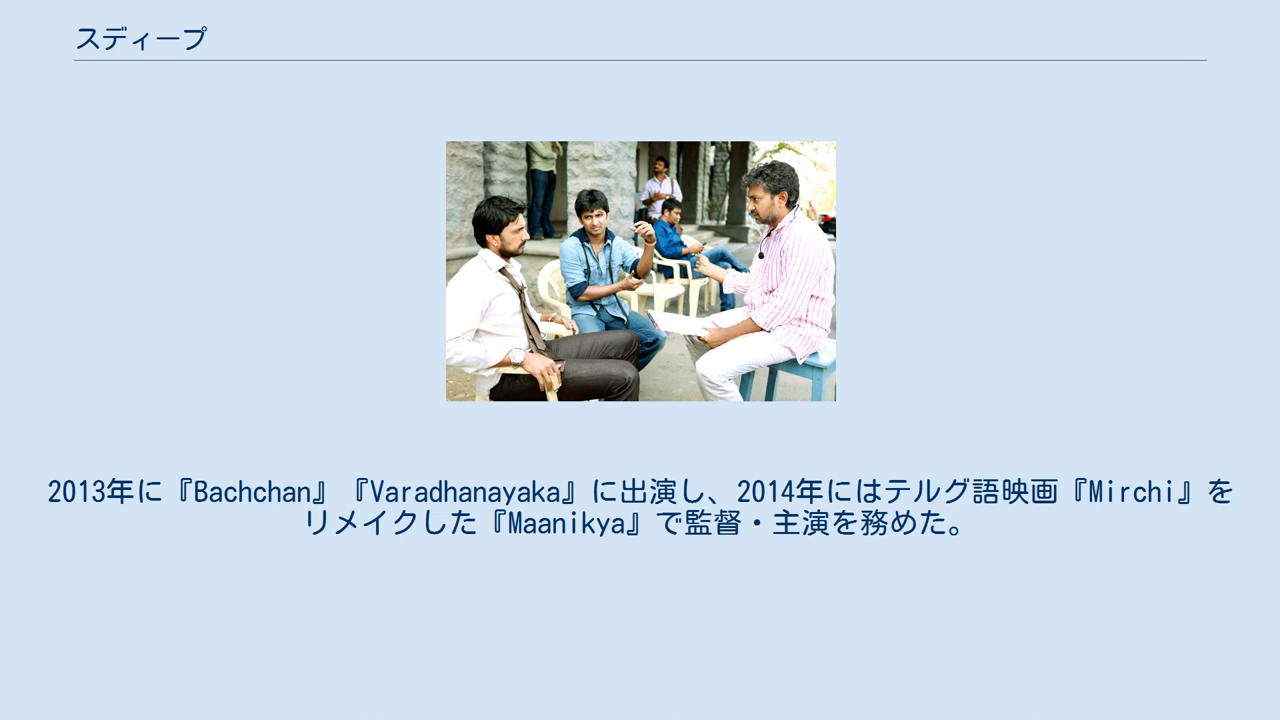 スディープ
2013年に『Bachchan』『Varadhanayaka』に出演し、2014年にはテルグ語映画『Mirchi』を
リメイクした『Maanikya』で監督・主演を務めた。